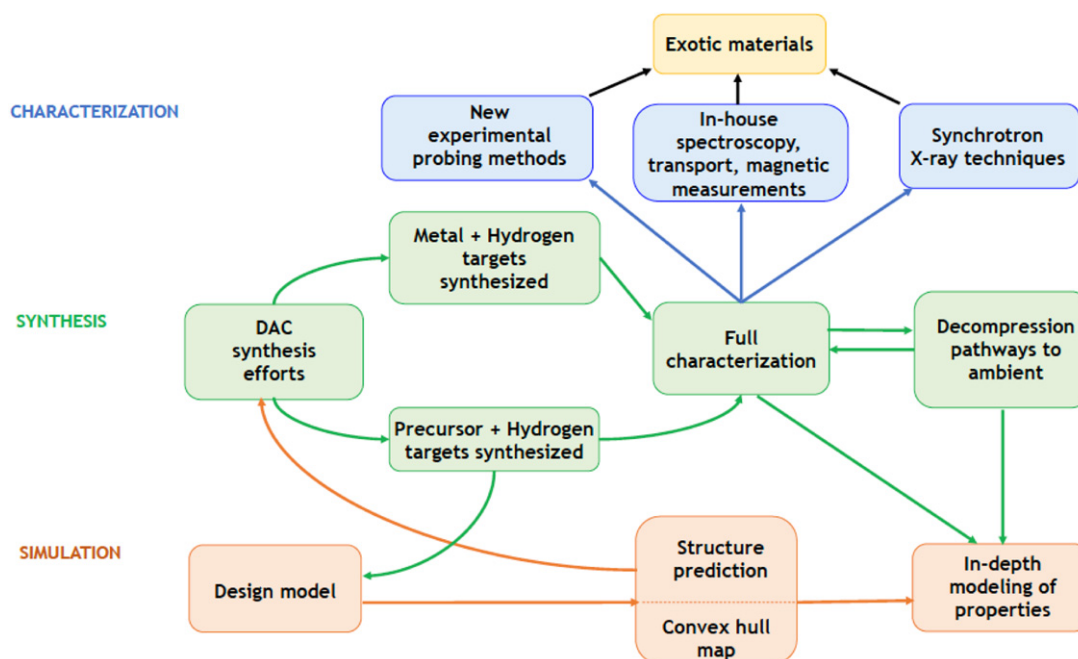 Exotic materials
CHARACTERIZATION
New
experimental
probing methods
In-house
spectroscopy,
transport, magnetic
measurements
Synchrotron
X-ray techniques
Metal + Hydrogen
targets
synthesized
SYNTHESIS
DAC
synthesis
efforts
Full
characterization
Decompression
pathways to
ambient
Precursor + Hydrogen
targets synthesized
SIMULATION
Design model
Structure
prediction
Convex hull
map
In-depth
modeling of
properties